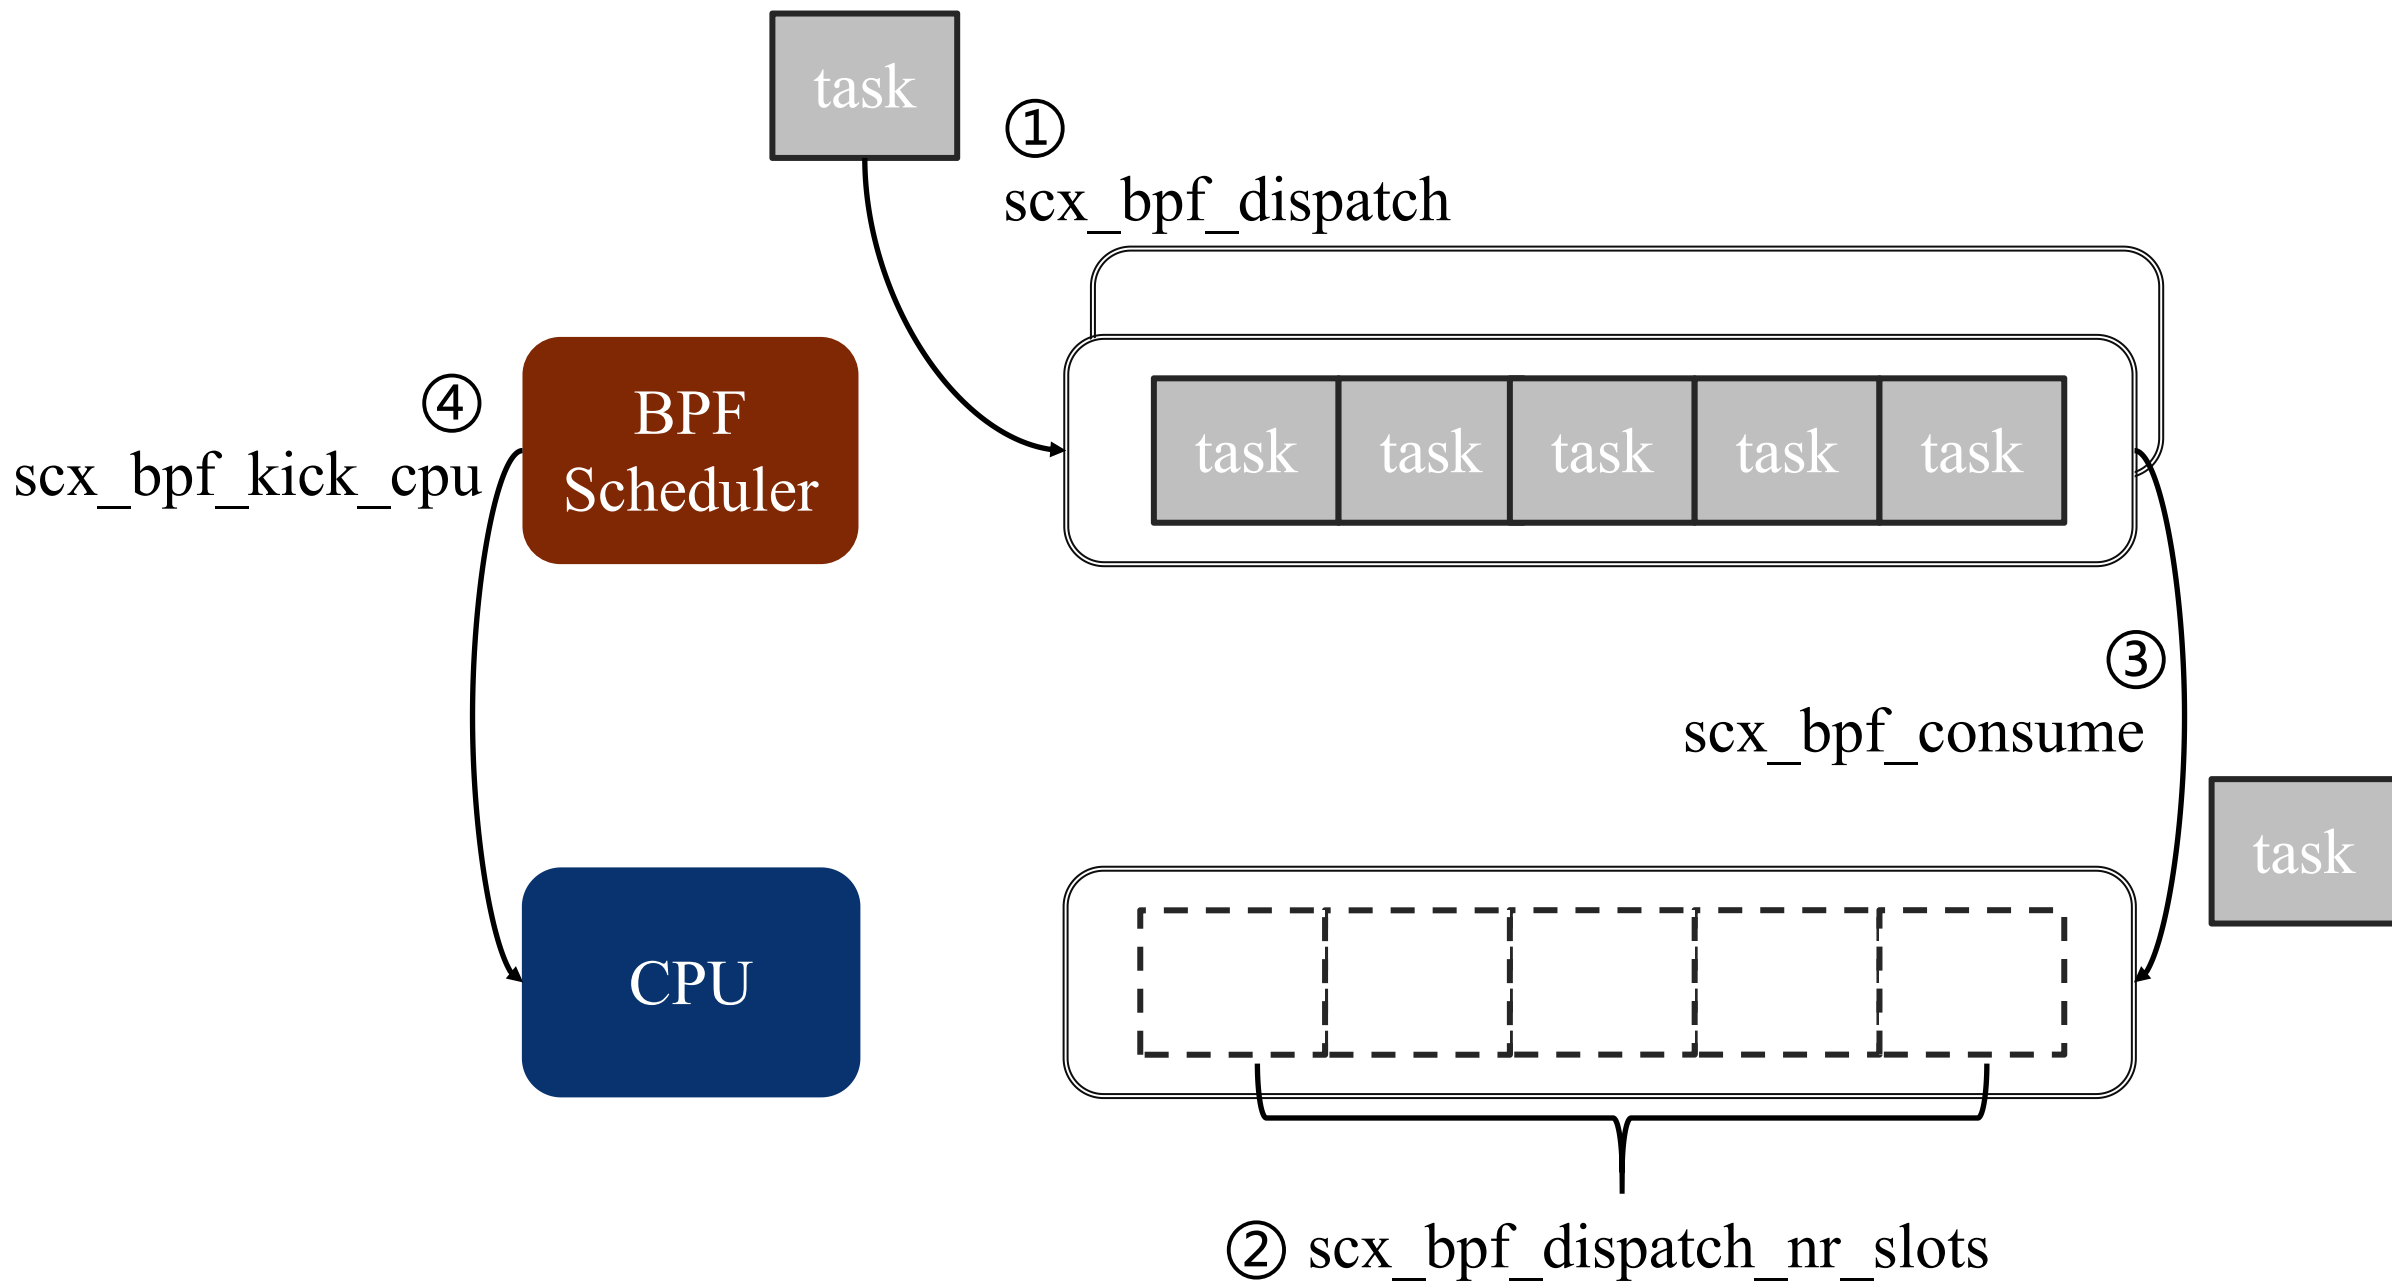 task
①
scx_bpf_dispatch
④
scx_bpf_kick_cpu
BPF
Scheduler
task task task task task
③
scx_bpf_consume
task
CPU
② scx_bpf_dispatch_nr_slots